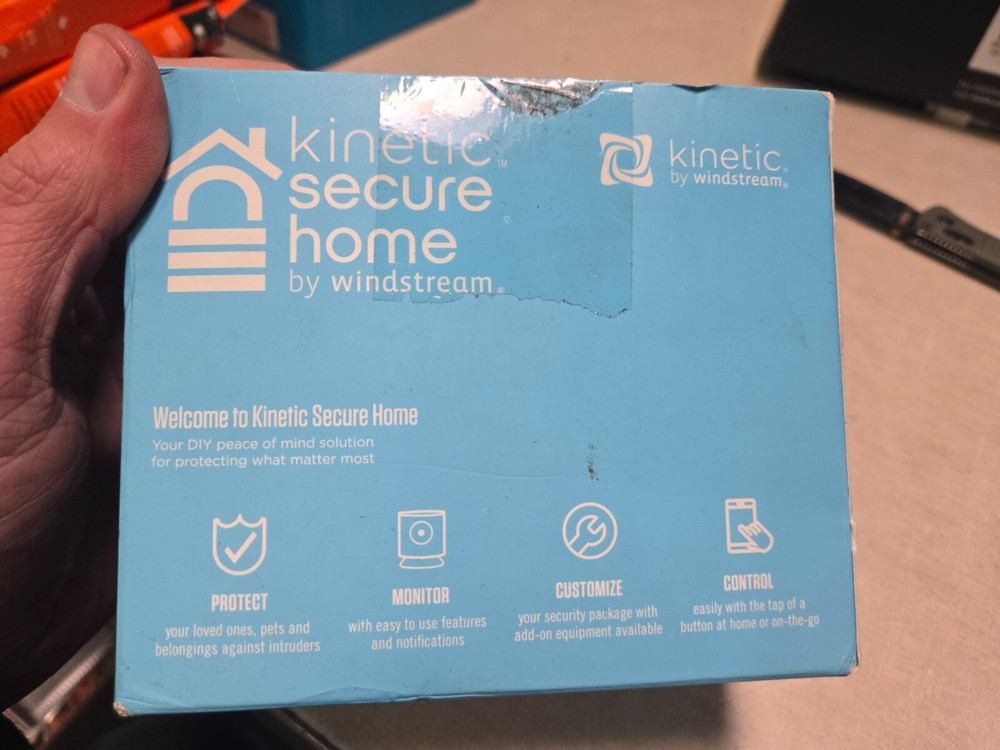 kinetic™
secure
home
by windstream®
kinetic™
by windstream®
Welcome to Kinetic Secure Home
Your DIY peace of mind solution
for protecting what matter most
PROTECT
your loved ones, pets and
belongings against intruders
MONITOR
with easy to use features
and notifications
CUSTOMIZE
your security package with
add-on equipment available
CONTROL
easily with the tap of a
button at home or on-the-go